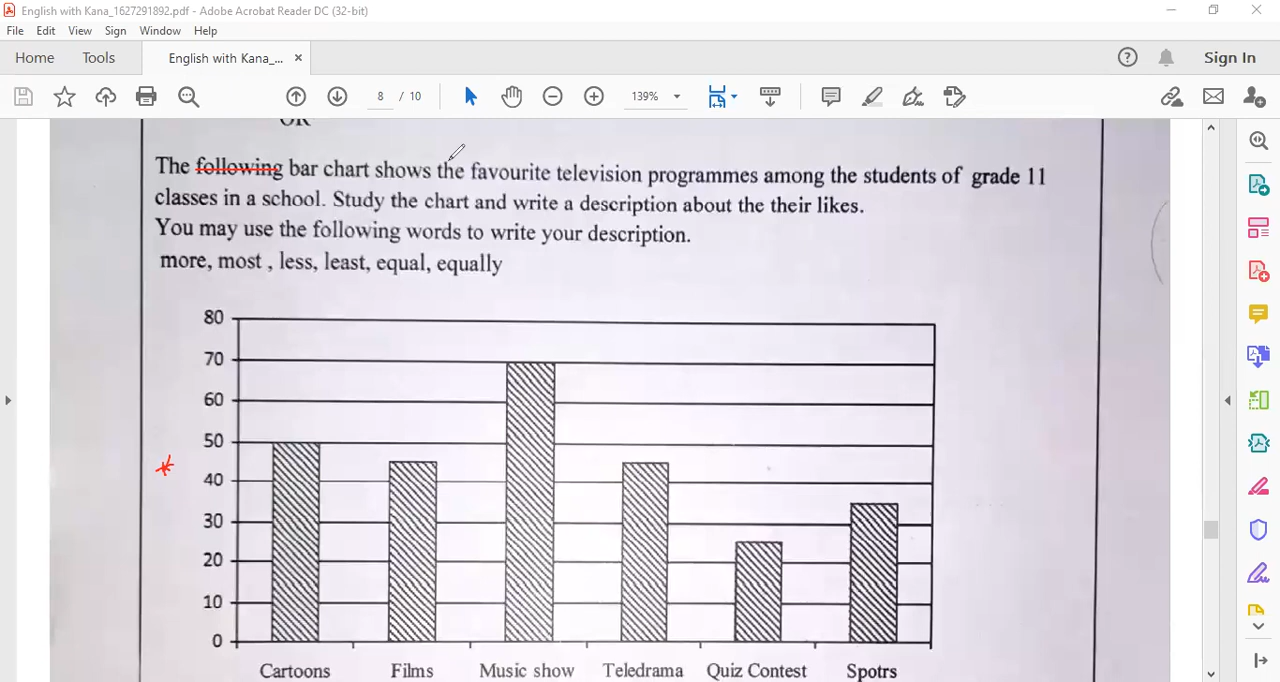 English with Kana_1627291892.pdf - Adobe Acrobat Reader DC (32-bit)
File Edit View Sign Window Help
Home Tools English with Kana_... × Sign In
8 / 10 139%
OR
The following bar chart shows the favourite television programmes among the students of grade 11
classes in a school. Study the chart and write a description about the their likes.
You may use the following words to write your description.
more, most , less, least, equal, equally
80
70
60
50
40
30
20
10
0
Cartoons Films Music show Teledrama Quiz Contest Spotrs